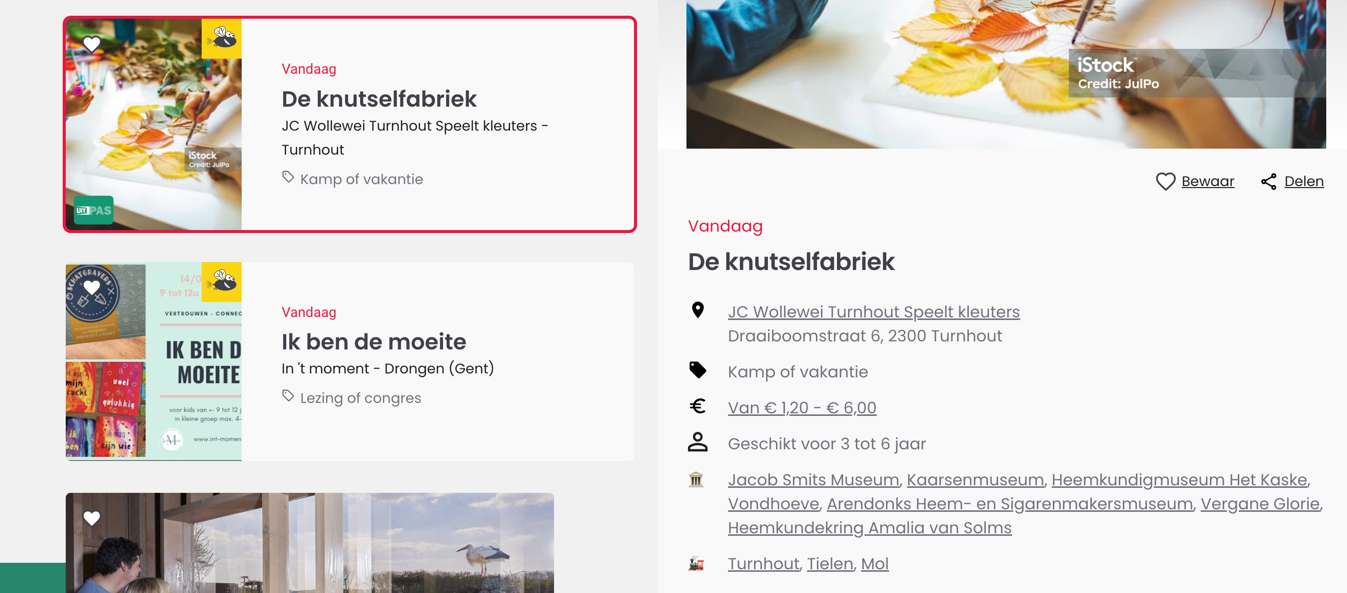 iStock
Credit: JulPo
UiTPAS
Vandaag
De knutselfabriek
JC Wollewei Turnhout Speelt kleuters -
Turnhout
Kamp of vakantie
SCHATGRAVERS
14/0
9 tot 12u
VERTROUWEN - CONNEC
IK BEN D
MOEITE
voor kids van +- 9 tot 12 j
in kleine groep max. 4-
www.int-momen
M
voel
gelukkig
mijn
Vandaag
Ik ben de moeite
In 't moment - Drongen (Gent)
Lezing of congres
iStock
Credit: JulPo
Bewaar
Delen
Vandaag
De knutselfabriek
JC Wollewei Turnhout Speelt kleuters
Draaiboomstraat 6, 2300 Turnhout
Kamp of vakantie
€ Van € 1,20 - € 6,00
Geschikt voor 3 tot 6 jaar
Jacob Smits Museum, Kaarsenmuseum, Heemkundigmuseum Het Kaske,
Vondhoeve, Arendonks Heem- en Sigarenmakersmuseum, Vergane Glorie,
Heemkundekring Amalia van Solms
Turnhout, Tielen, Mol